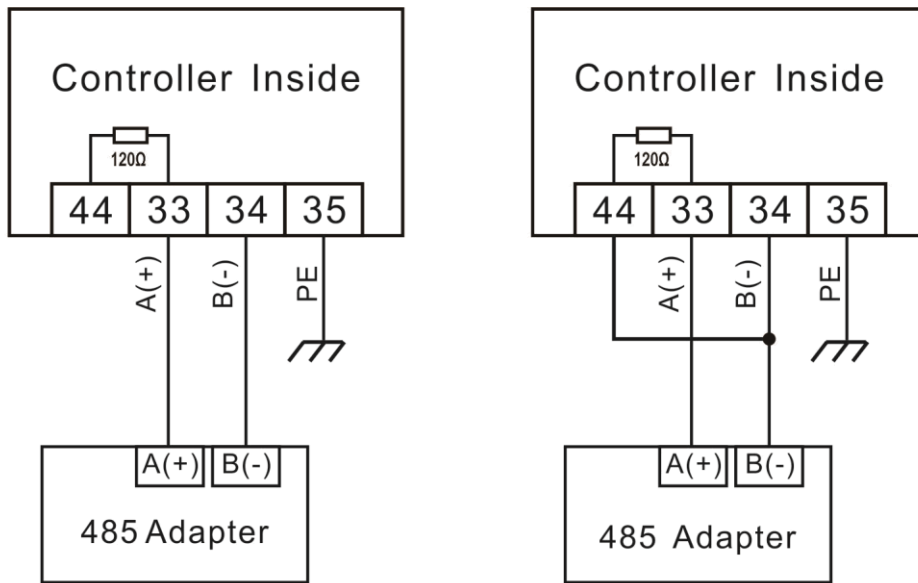 Controller Inside
120Ω
44 33 34 35
A(+) B(-) PE
A(+) B(-)
485 Adapter
Controller Inside
120Ω
44 33 34 35
A(+) B(-) PE
A(+) B(-)
485 Adapter